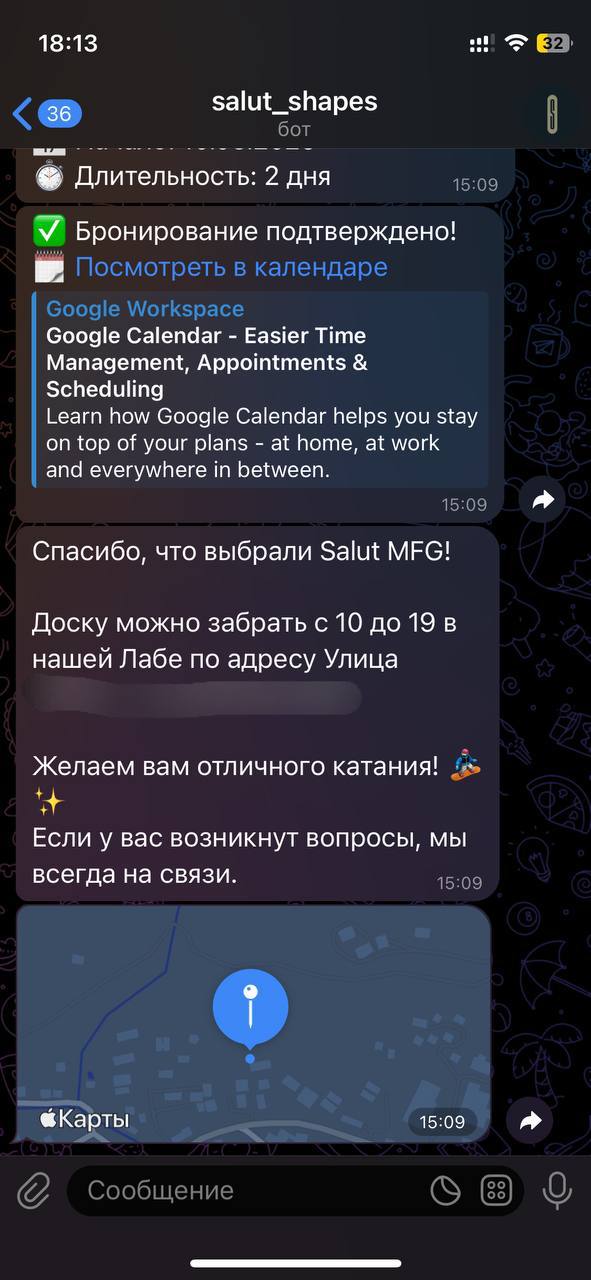 18:13
32
36
salut_shapes
бот
Длительность: 2 дня
15:09
Бронирование подтверждено!
Посмотреть в календаре
Google Workspace
Google Calendar - Easier Time
Management, Appointments &
Scheduling
Learn how Google Calendar helps you stay
on top of your plans - at home, at work
and everywhere in between.
15:09
Спасибо, что выбрали Salut MFG!
Доску можно забрать с 10 до 19 в
нашей Лабе по адресу Улица
Желаем вам отличного катания!
Если у вас возникнут вопросы, мы
всегда на связи.
15:09
Карты
15:09
Сообщение